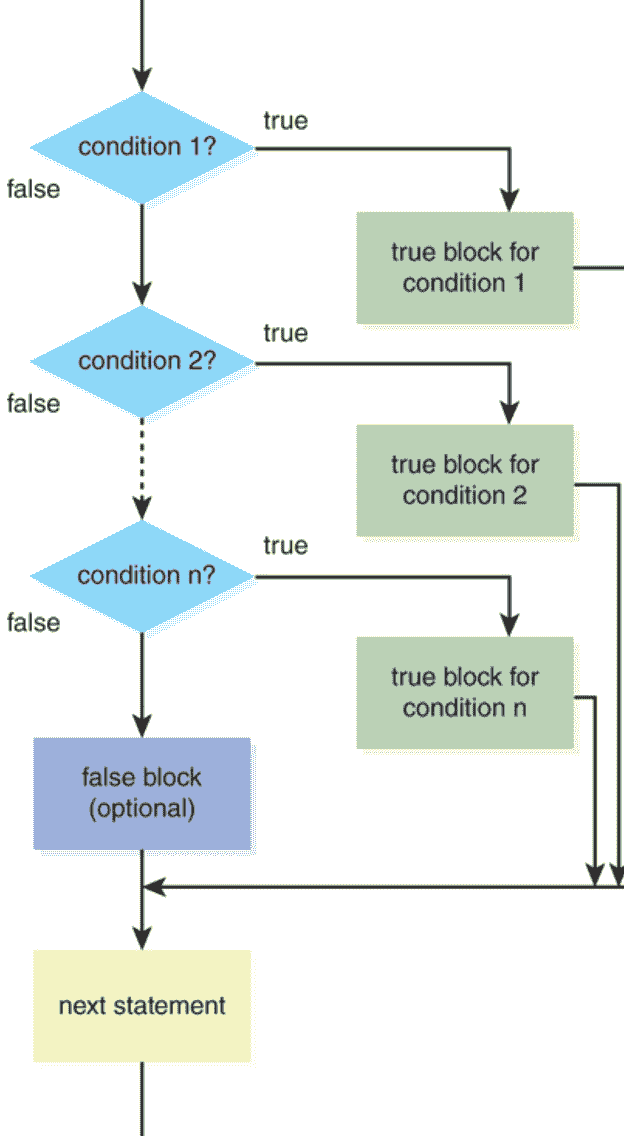 condition 1?
true
false
true block for
condition 1
condition 2?
true
false
true block for
condition 2
condition n?
true
false
true block for
condition n
false block
(optional)
next statement